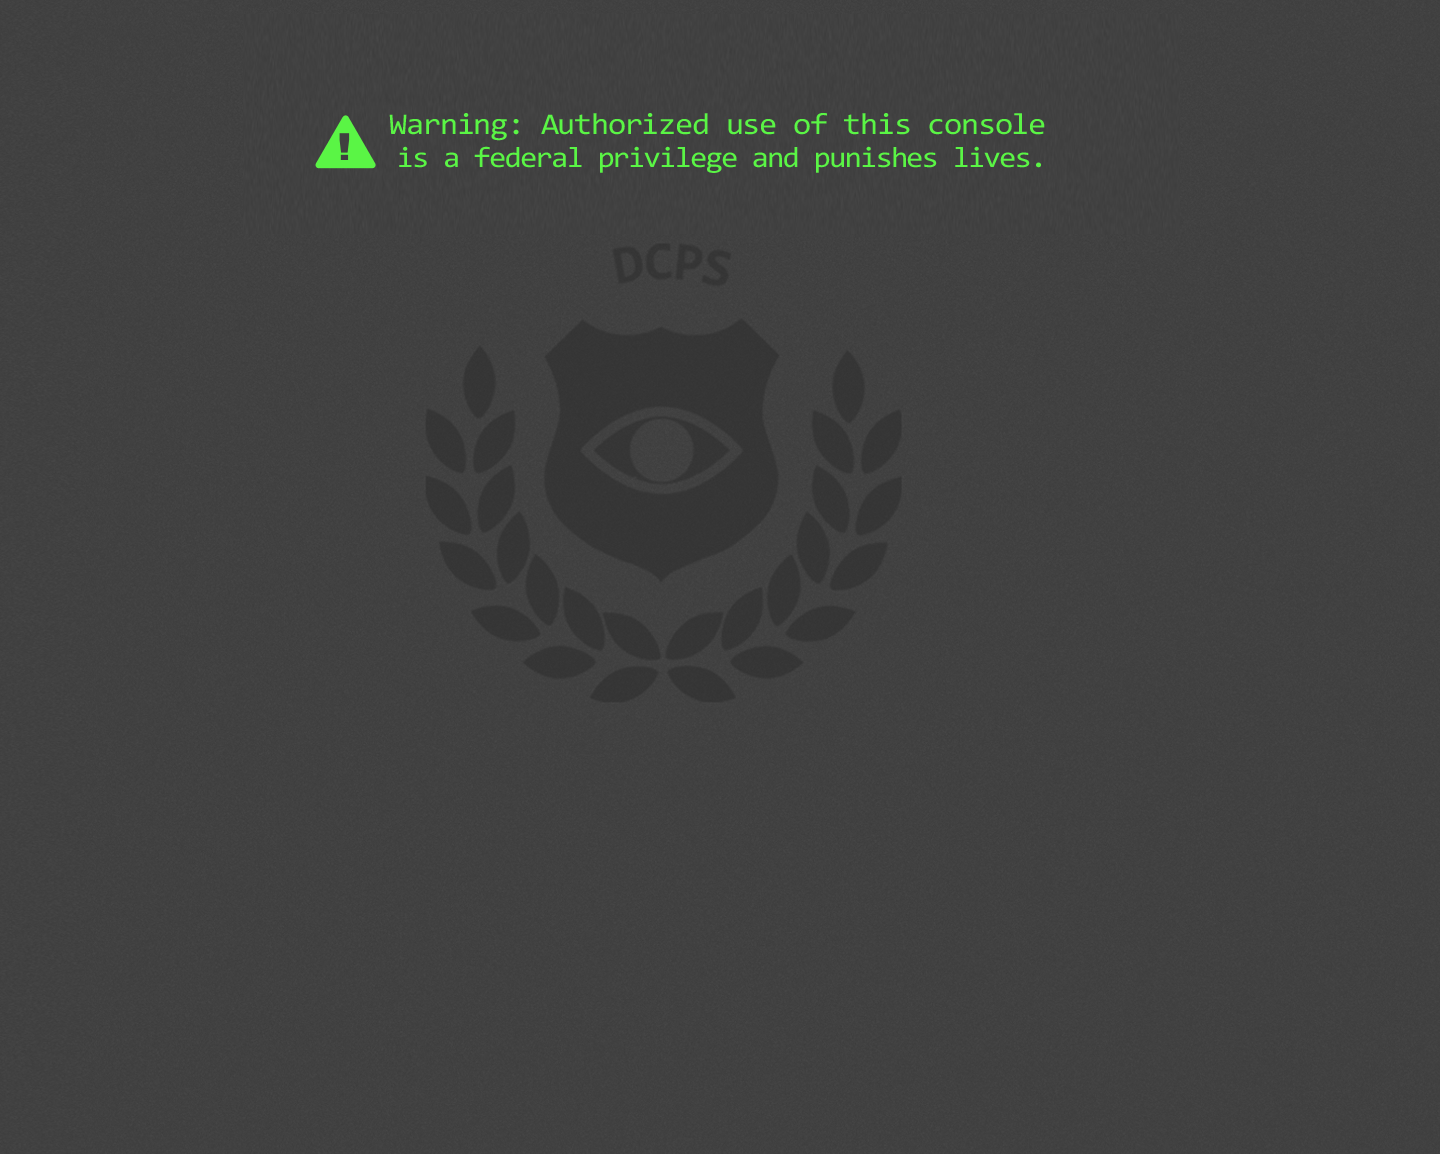 Warning: Authorized use of this console
is a federal privilege and punishes lives.
DCPS